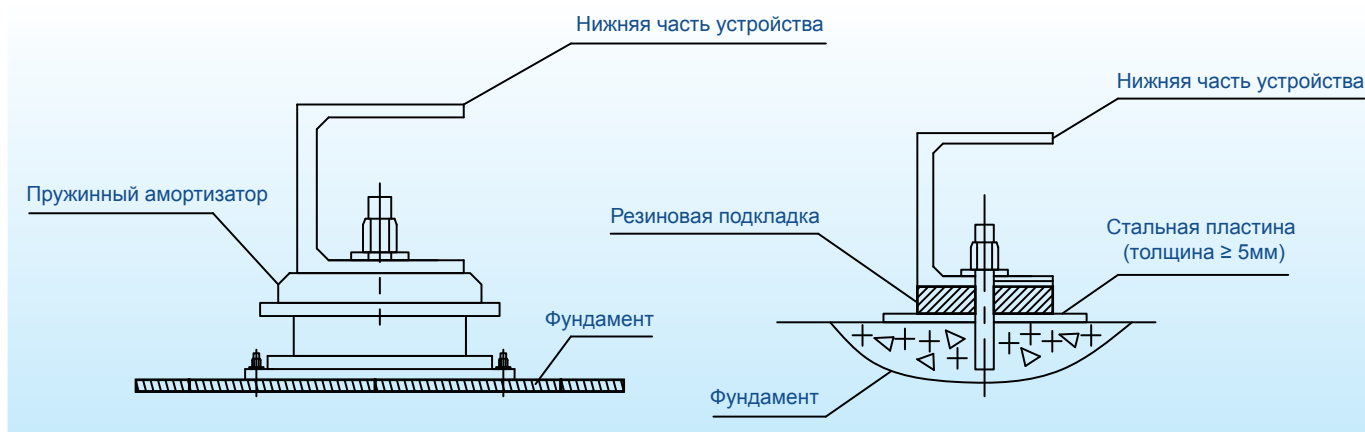 Нижняя часть устройства
Пружинный амортизатор
Фундамент
Нижняя часть устройства
Резиновая подкладка
Стальная пластина
(толщина ≥ 5мм)
Фундамент